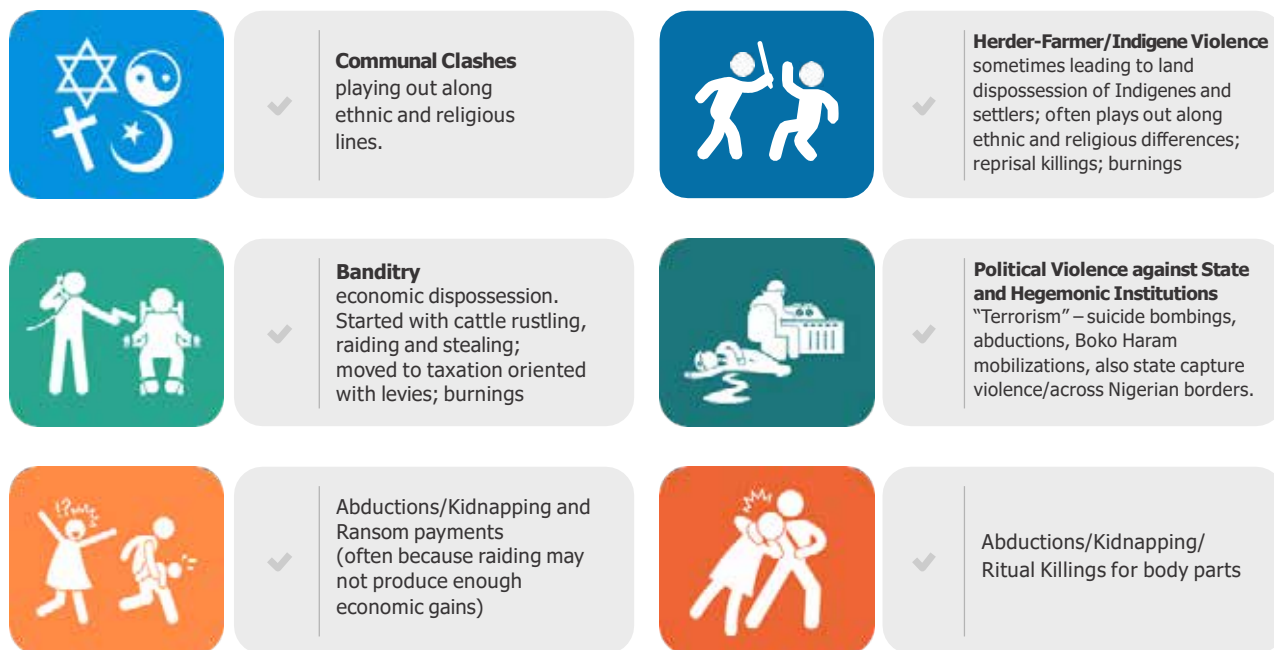 Communal Clashes
playing out along
ethnic and religious
lines.
Herder-Farmer/Indigene Violence
sometimes leading to land
dispossession of Indigenes and
settlers; often plays out along
ethnic and religious differences;
reprisal killings; burnings
Banditry
economic dispossession.
Started with cattle rustling,
raiding and stealing;
moved to taxation oriented
with levies; burnings
Political Violence against State
and Hegemonic Institutions
“Terrorism” – suicide bombings,
abductions, Boko Haram
mobilizations, also state capture
violence/across Nigerian borders.
!?
Abductions/Kidnapping and
Ransom payments
(often because raiding may
not produce enough
economic gains)
Abductions/Kidnapping/
Ritual Killings for body parts